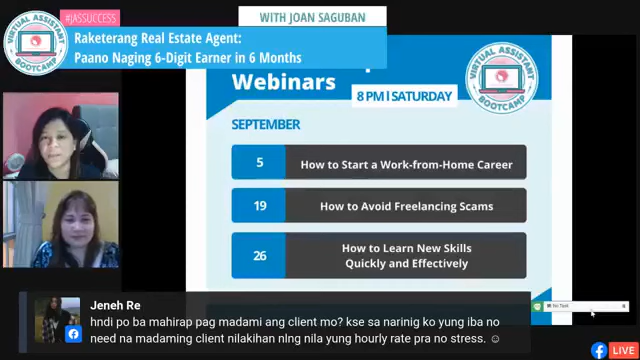 #JASSUCCESS
WITH JOAN SAGUBAN
VIRTUAL ASSISTANT
BOOTCAMP
Raketerang Real Estate Agent:
Paano Naging 6-Digit Earner in 6 Months
Webinars
8 PM | SATURDAY
VIRTUAL ASSISTANT
BOOTCAMP
SEPTEMBER
5 How to Start a Work-from-Home Career
19 How to Avoid Freelancing Scams
26 How to Learn New Skills
Quickly and Effectively
Jeneh Re
hndi po ba mahirap pag madami ang client mo? kse sa narinig ko yung iba no
need na madaming client nilakihan nlng nila yung hourly rate pra no stress. ☺
LIVE